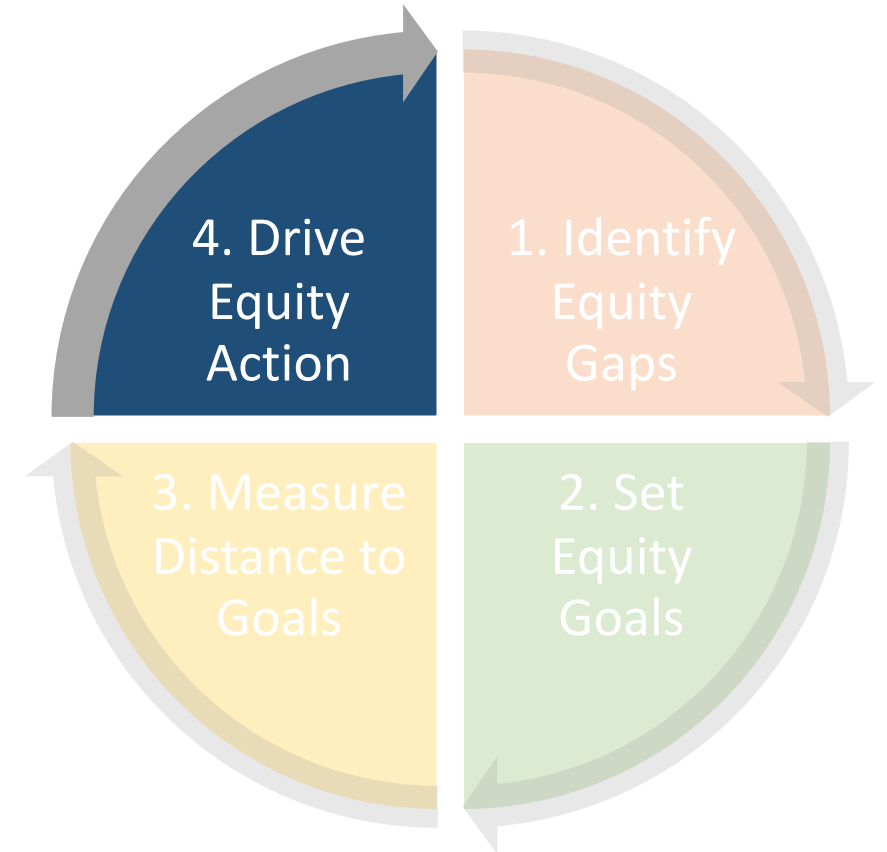 4. Drive
Equity
Action
1. Identify
Equity
Gaps
3. Measure
Distance to
Goals
2. Set
Equity
Goals